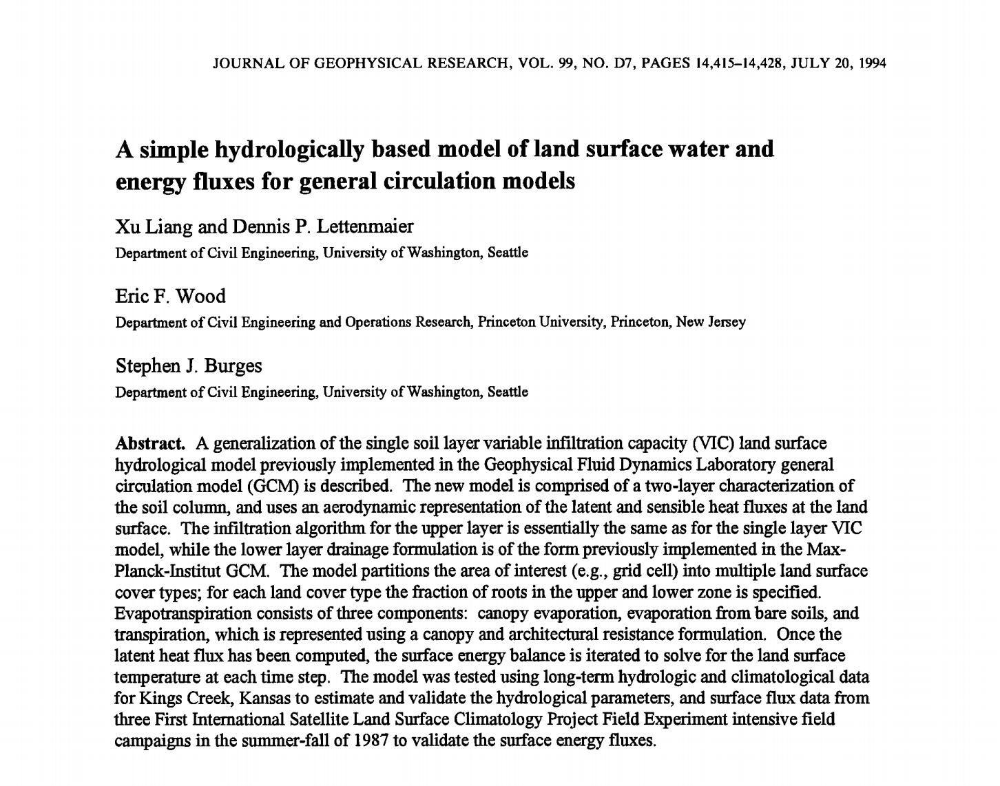 JOURNAL OF GEOPHYSICAL RESEARCH, VOL. 99, NO. D7, PAGES 14,415–14,428, JULY 20, 1994
A simple hydrologically based model of land surface water and
energy fluxes for general circulation models
Xu Liang and Dennis P. Lettenmaier
Department of Civil Engineering, University of Washington, Seattle
Eric F. Wood
Department of Civil Engineering and Operations Research, Princeton University, Princeton, New Jersey
Stephen J. Burges
Department of Civil Engineering, University of Washington, Seattle
Abstract. A generalization of the single soil layer variable infiltration capacity (VIC) land surface
hydrological model previously implemented in the Geophysical Fluid Dynamics Laboratory general
circulation model (GCM) is described. The new model is comprised of a two-layer characterization of
the soil column, and uses an aerodynamic representation of the latent and sensible heat fluxes at the land
surface. The infiltration algorithm for the upper layer is essentially the same as for the single layer VIC
model, while the lower layer drainage formulation is of the form previously implemented in the Max-
Planck-Institut GCM. The model partitions the area of interest (e.g., grid cell) into multiple land surface
cover types; for each land cover type the fraction of roots in the upper and lower zone is specified.
Evapotranspiration consists of three components: canopy evaporation, evaporation from bare soils, and
transpiration, which is represented using a canopy and architectural resistance formulation. Once the
latent heat flux has been computed, the surface energy balance is iterated to solve for the land surface
temperature at each time step. The model was tested using long-term hydrologic and climatological data
for Kings Creek, Kansas to estimate and validate the hydrological parameters, and surface flux data from
three First International Satellite Land Surface Climatology Project Field Experiment intensive field
campaigns in the summer-fall of 1987 to validate the surface energy fluxes.